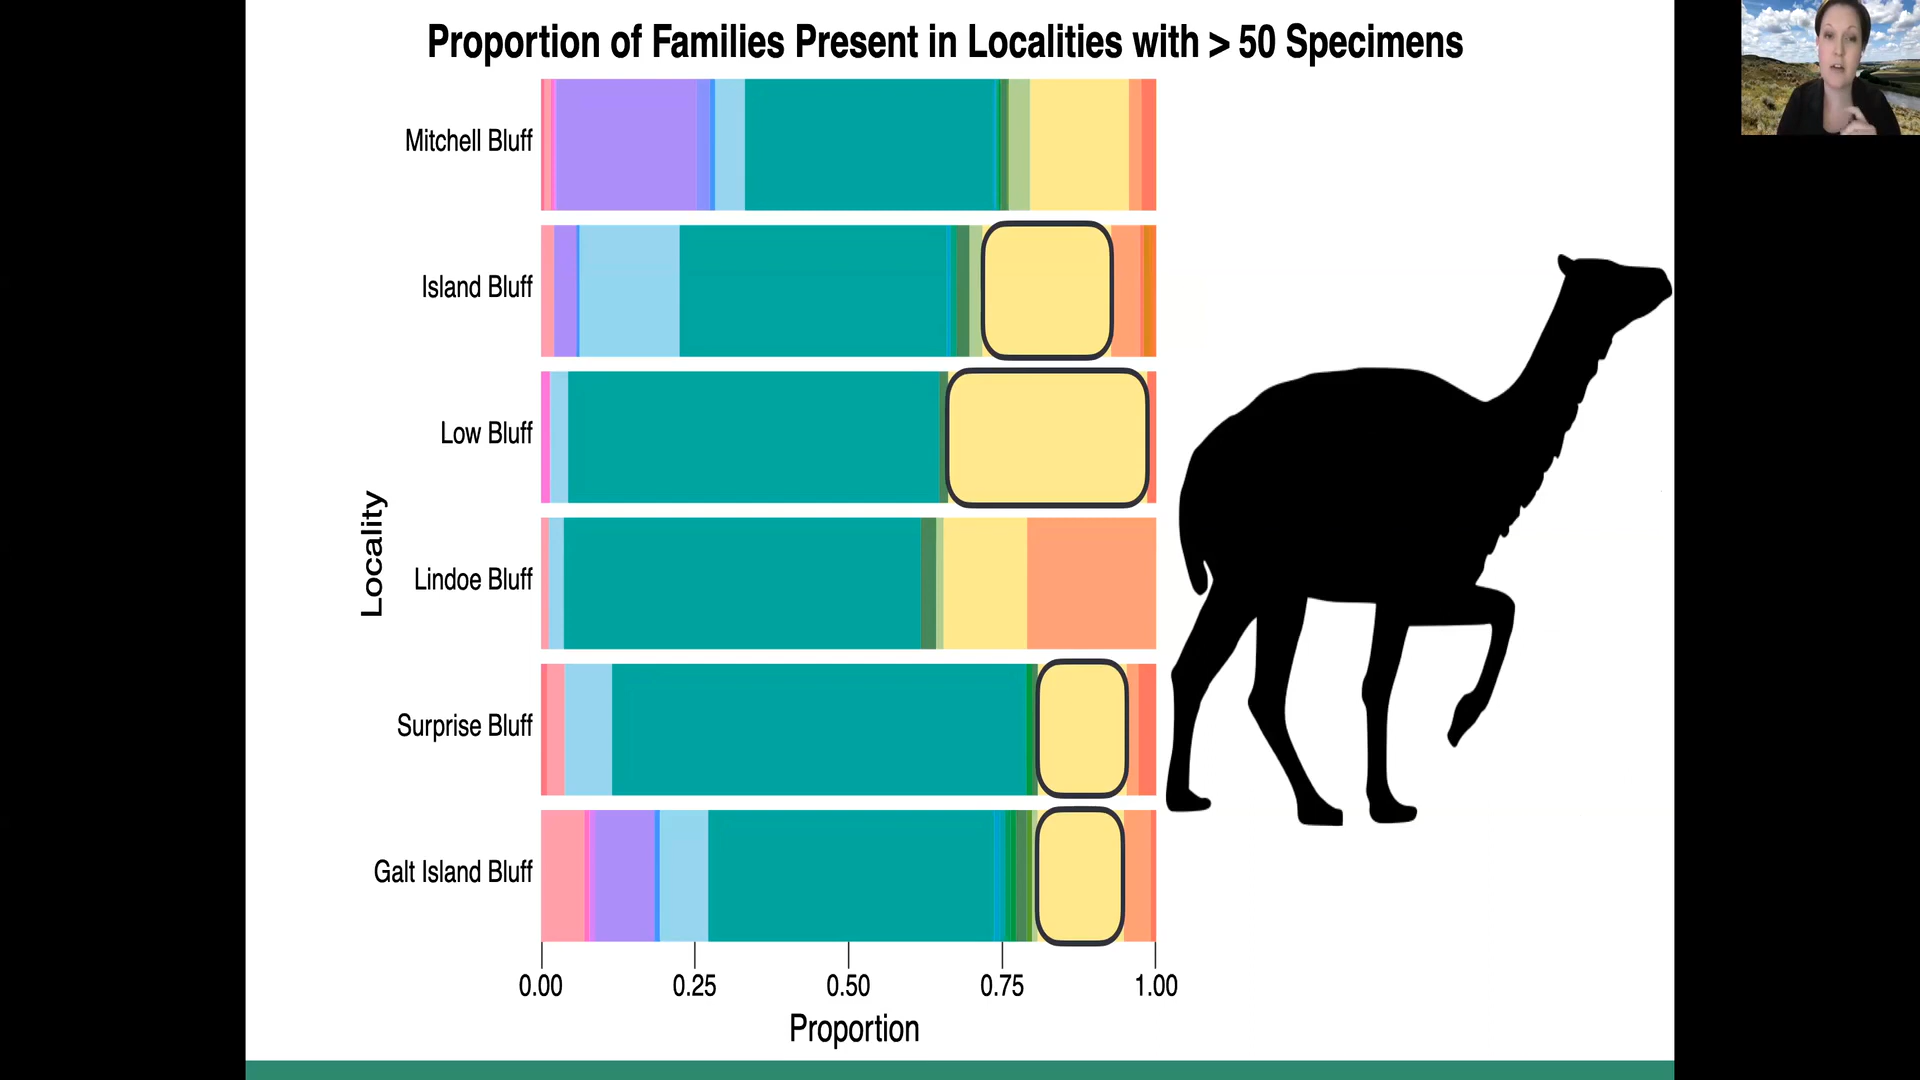 Proportion of Families Present in Localities with > 50 Specimens
Mitchell Bluff
Island Bluff
Low Bluff
Lindoe Bluff
Surprise Bluff
Galt Island Bluff
Locality
0.00 0.25 0.50 0.75 1.00
Proportion